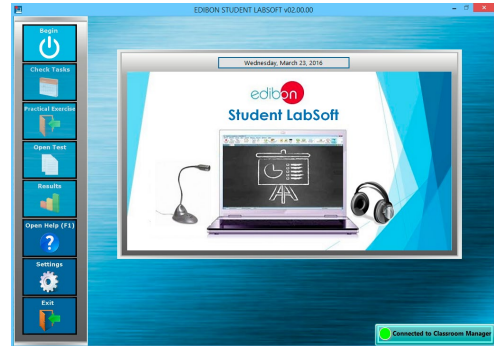 EDIBON STUDENT LABSOFT v02.00.00
Begin
Check Tasks
Practical Exercise
Open Test
Results
Open Help (F1)
Settings
Exit
Wednesday, March 23, 2016
edibon
Student LabSoft
Connected to Classroom Manager